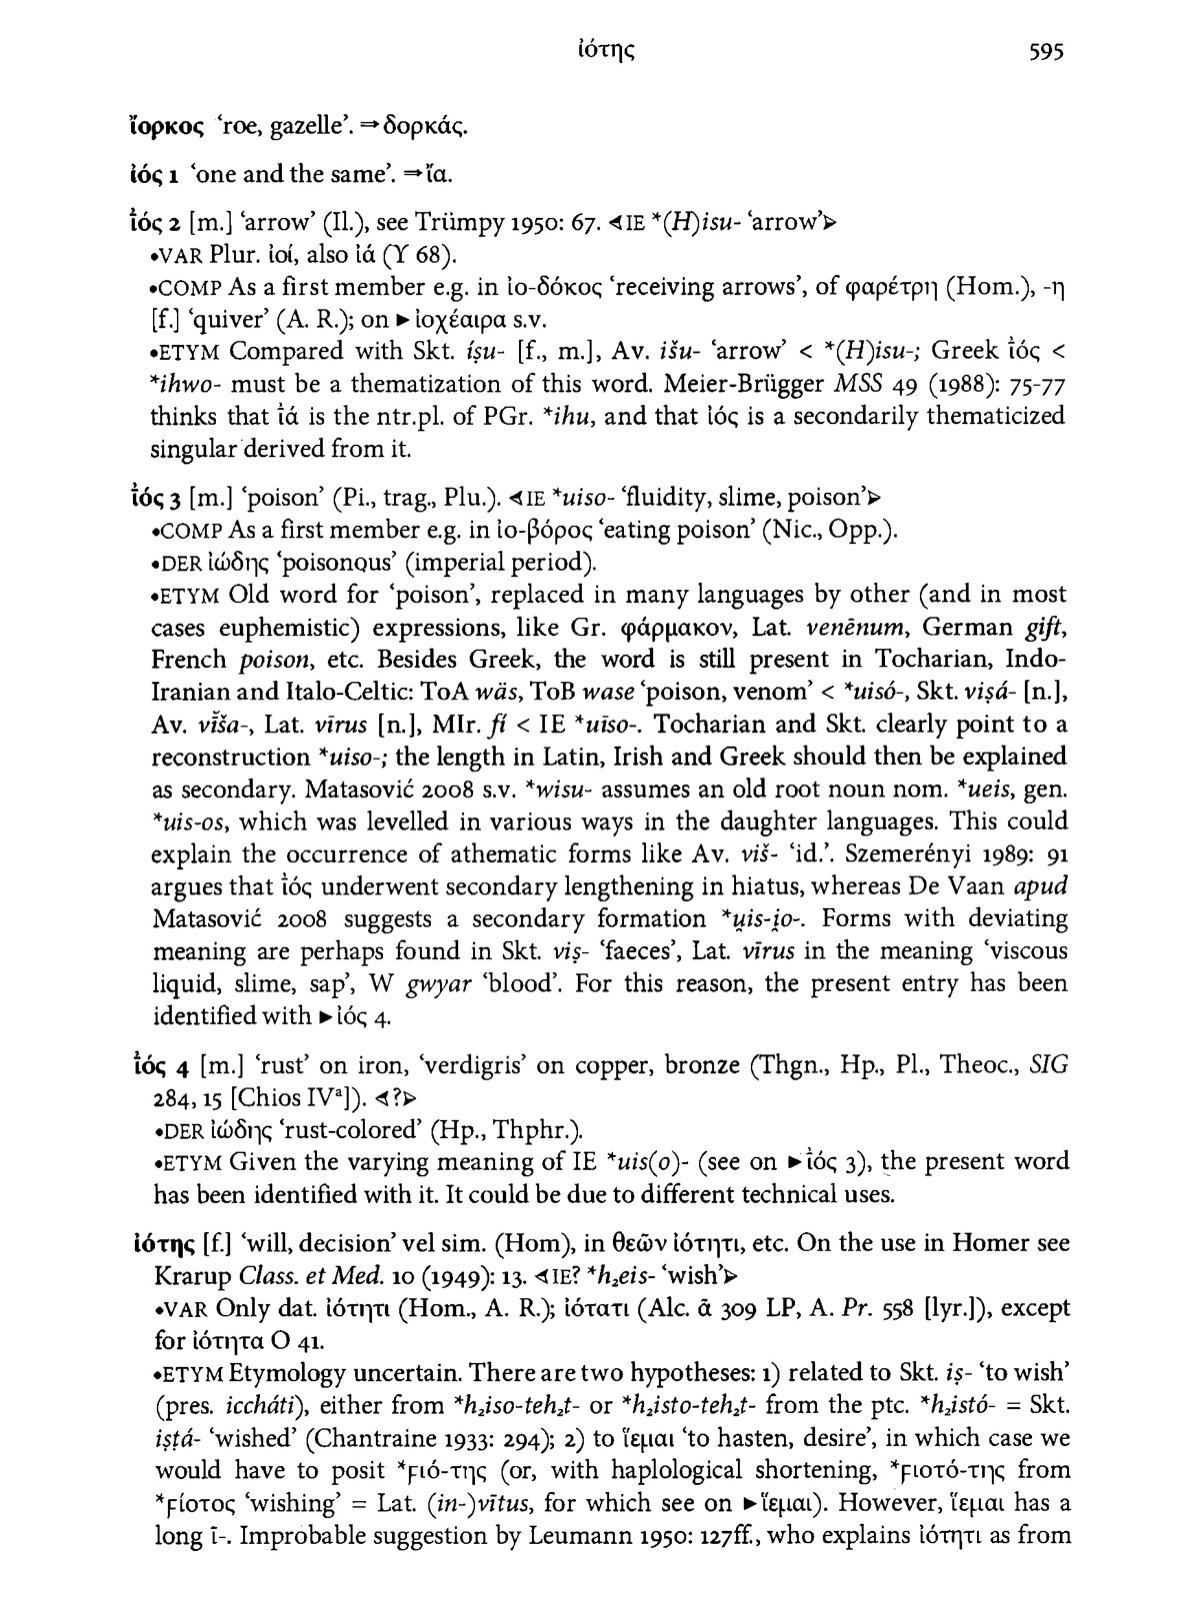 ἰότης 595
ἴορκος ‘roe, gazelle’. ⇒δορκάς.
ἰός 1 ‘one and the same’. ⇒ἴα.
ἰ̄ός 2 [m.] ‘arrow’ (Il.), see Trümpy 1950: 67. ⊲IE *(H)isu- ‘arrow’⊳
•VAR Plur. ἰοί, also ἰά (Υ 68).
•COMP As a first member e.g. in ἰο-δόκος ‘receiving arrows’, of φαρέτρη (Hom.), -η
[f.] ‘quiver’ (A. R.); on ►ἰοχέαιρα s.v.
•ETYM Compared with Skt. íṣu- [f., m.], Av. išu- ‘arrow’ < *(H)isu-; Greek ἰ̄ός <
*ihwo- must be a thematization of this word. Meier-Brügger MSS 49 (1988): 75-77
thinks that ἰ̄ά is the ntr.pl. of PGr. *ihu, and that ἰός is a secondarily thematicized
singular derived from it.
ἰ̄ός 3 [m.] ‘poison’ (Pi., trag., Plu.). ⊲IE *uiso- ‘fluidity, slime, poison’⊳
•COMP As a first member e.g. in ἰο-βόρος ‘eating poison’ (Nic., Opp.).
•DER ἰώδης ‘poisonous’ (imperial period).
•ETYM Old word for ‘poison’, replaced in many languages by other (and in most
cases euphemistic) expressions, like Gr. φάρμακον, Lat. venēnum, German gift,
French poison, etc. Besides Greek, the word is still present in Tocharian, Indo-
Iranian and Italo-Celtic: ToA wäs, ToB wase ‘poison, venom’ < *uisó-, Skt. viṣá- [n.],
Av. vī̆ša-, Lat. vīrus [n.], MIr. fí < IE *uīso-. Tocharian and Skt. clearly point to a
reconstruction *uiso-; the length in Latin, Irish and Greek should then be explained
as secondary. Matasović 2008 s.v. *wisu- assumes an old root noun nom. *ueis, gen.
*uis-os, which was levelled in various ways in the daughter languages. This could
explain the occurrence of athematic forms like Av. viš- ‘id.’. Szemerényi 1989: 91
argues that ἰ̄ός underwent secondary lengthening in hiatus, whereas De Vaan apud
Matasović 2008 suggests a secondary formation *u̯is-i̯o-. Forms with deviating
meaning are perhaps found in Skt. viṣ- ‘faeces’, Lat. vīrus in the meaning ‘viscous
liquid, slime, sap’, W gwyar ‘blood’. For this reason, the present entry has been
identified with ►ἰός 4.
ἰ̄ός 4 [m.] ‘rust’ on iron, ‘verdigris’ on copper, bronze (Thgn., Hp., Pl., Theoc., SIG
284, 15 [Chios IVᵃ]). ⊲?⊳
•DER ἰώδης ‘rust-colored’ (Hp., Thphr.).
•ETYM Given the varying meaning of IE *uis(o)- (see on ►ἰ̄ός 3), the present word
has been identified with it. It could be due to different technical uses.
ἰότης [f.] ‘will, decision’ vel sim. (Hom), in θεῶν ἰότητι, etc. On the use in Homer see
Krarup Class. et Med. 10 (1949): 13. ⊲IE? *h₂eis- ‘wish’⊳
•VAR Only dat. ἰότητι (Hom., A. R.); ἰότατι (Alc. ᾱ 309 LP, A. Pr. 558 [lyr.]), except
for ἰότητα Ο 41.
•ETYM Etymology uncertain. There are two hypotheses: 1) related to Skt. iṣ- ‘to wish’
(pres. iccháti), either from *h₂iso-teh₂t- or *h₂isto-teh₂t- from the ptc. *h₂istó- = Skt.
iṣṭá- ‘wished’ (Chantraine 1933: 294); 2) to ἵεμαι ‘to hasten, desire’, in which case we
would have to posit *ϝιό-της (or, with haplological shortening, *ϝιοτό-της from
*ϝίοτος ‘wishing’ = Lat. (in-)vītus, for which see on ►ἵεμαι). However, ἵεμαι has a
long ῑ-. Improbable suggestion by Leumann 1950: 127ff., who explains ἰότητι as from